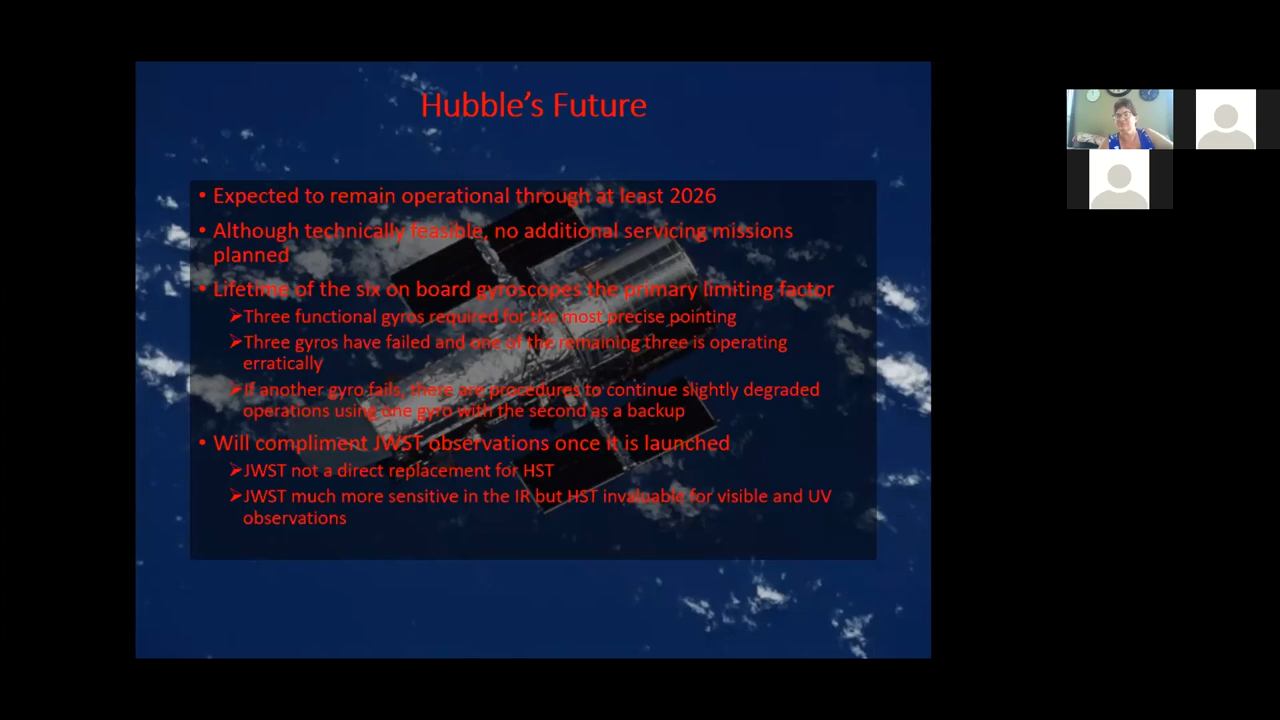 Hubble's Future
• Expected to remain operational through at least 2026
• Although technically feasible, no additional servicing missions
planned
• Lifetime of the six on board gyroscopes the primary limiting factor
➢Three functional gyros required for the most precise pointing
➢Three gyros have failed and one of the remaining three is operating
erratically
➢If another gyro fails, there are procedures to continue slightly degraded
operations using one gyro with the second as a backup
• Will compliment JWST observations once it is launched
➢JWST not a direct replacement for HST
➢JWST much more sensitive in the IR but HST invaluable for visible and UV
observations